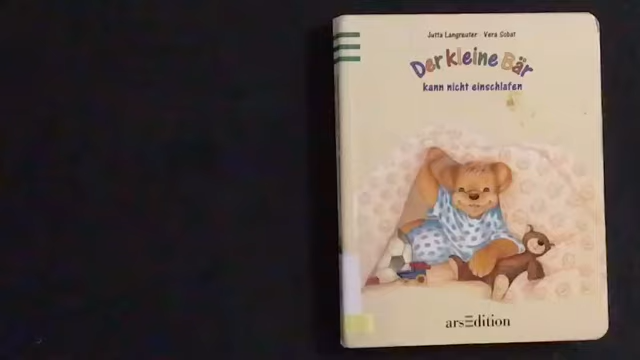 Jutta Langreuter Vera Sobat
Der kleine Bär
kann nicht einschlafen
arsEdition